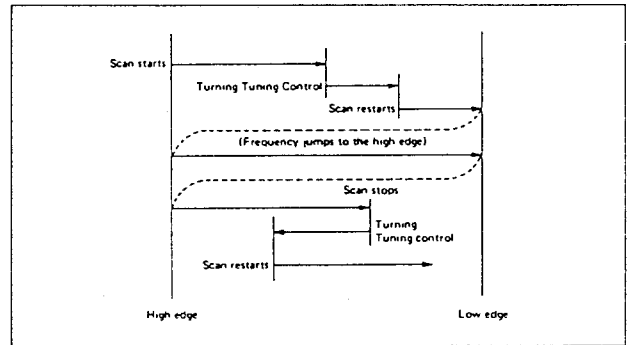 Scan starts
Turning Tuning Control
Scan restarts
(Frequency jumps to the high edge)
Scan stops
Turning
Tuning control
Scan restarts
High edge
Low edge